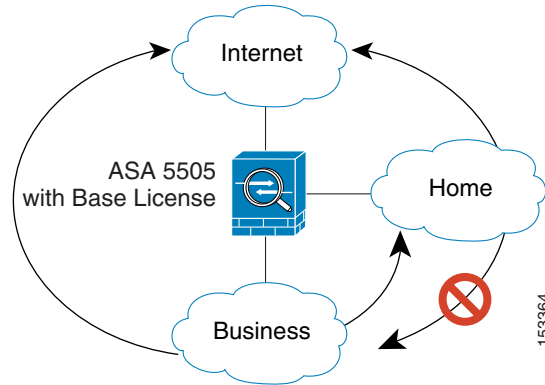 Internet
ASA 5505
with Base License
Home
Business
153364